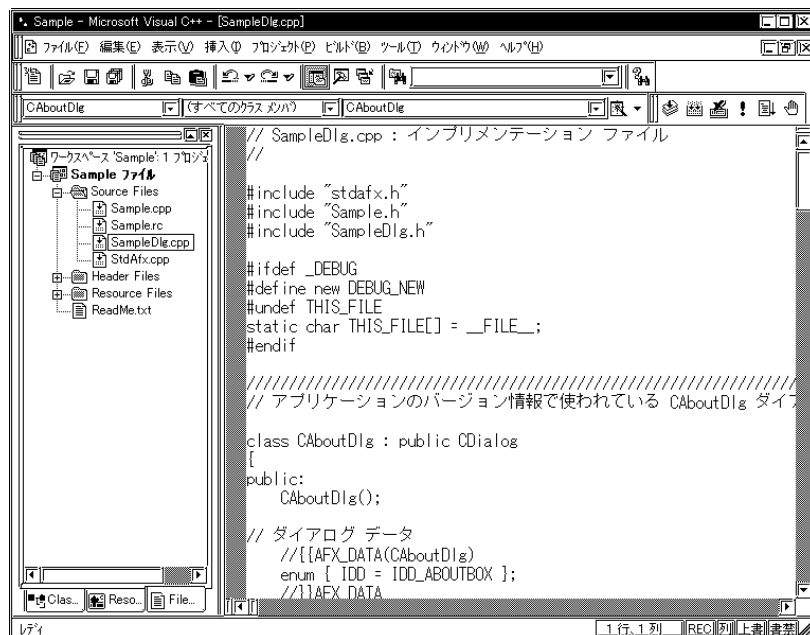 Sample - Microsoft Visual C++ - [SampleDlg.cpp]
ファイル(F) 編集(E) 表示(V) 挿入(I) プロジェクト(P) ビルド(B) ツール(T) ウィンドウ(W) ヘルプ(H)
CAboutDlg (すべてのクラス メンバ) CAboutDlg
ワークスペース 'Sample': 1 プロジェ
Sample ファイル
Source Files
Sample.cpp
Sample.rc
SampleDlg.cpp
StdAfx.cpp
Header Files
Resource Files
ReadMe.txt
Clas... Reso... File...
// SampleDlg.cpp : インプリメンテーション ファイル
//
#include "stdafx.h"
#include "Sample.h"
#include "SampleDlg.h"
#ifdef _DEBUG
#define new DEBUG_NEW
#undef THIS_FILE
static char THIS_FILE[] = __FILE__;
#endif
/////////////////////////////////////////////////////////////////
// アプリケーションのバージョン情報で使われている CAboutDlg ダイア
class CAboutDlg : public CDialog
{
public:
CAboutDlg();
// ダイアログ データ
//{{AFX_DATA(CAboutDlg)
enum { IDD = IDD_ABOUTBOX };
//}}AFX_DATA
レディ 1 行、1 列 REC 列 上書 書禁